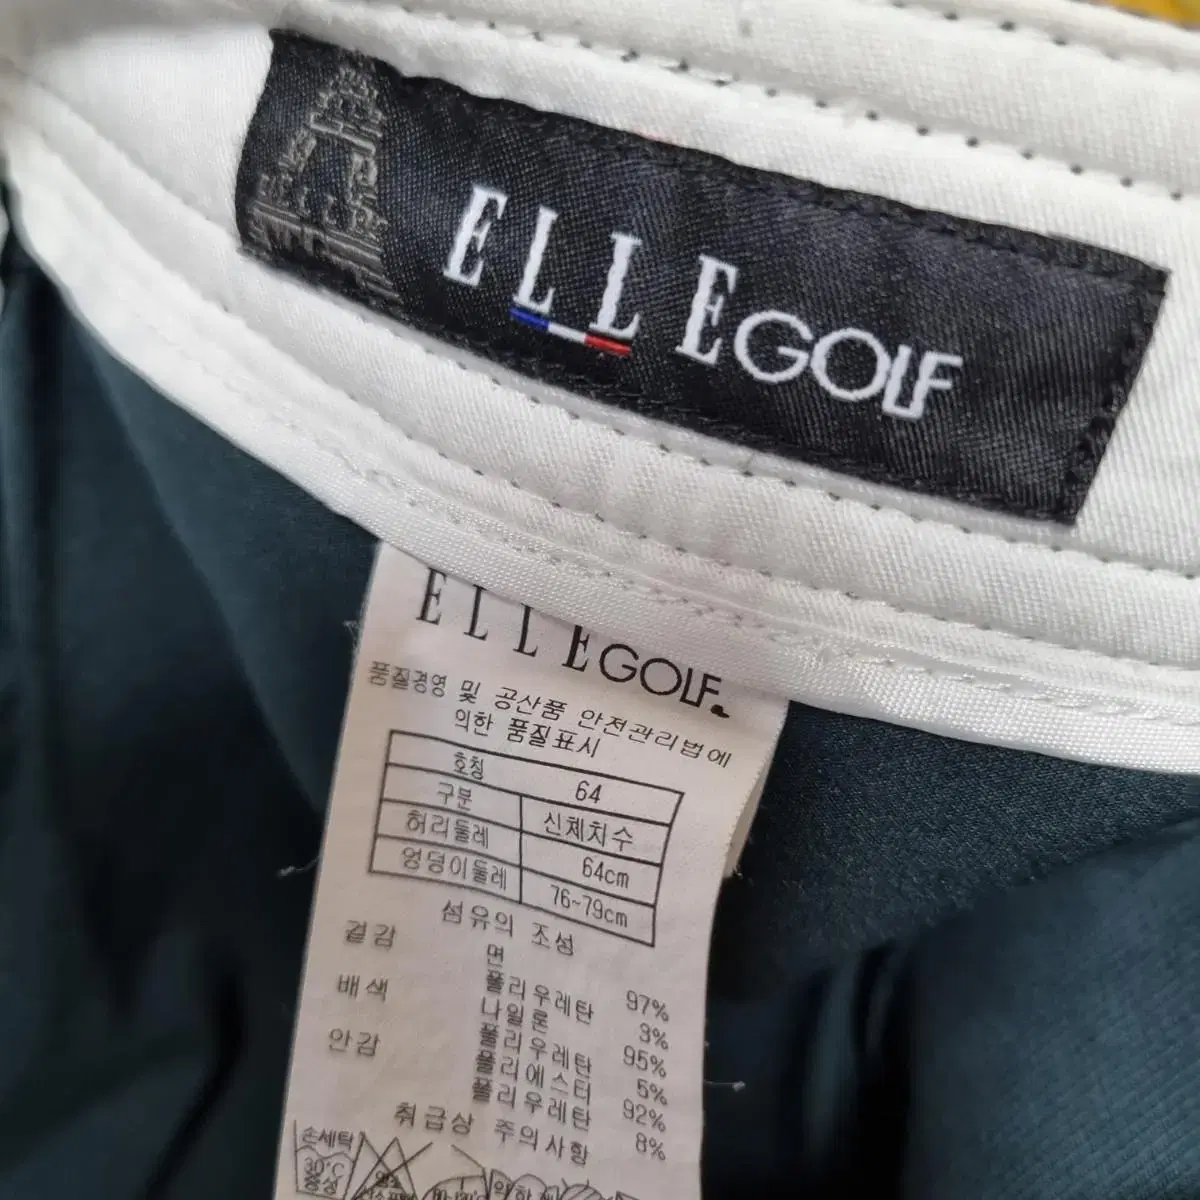 ELLE
ELLE GOLF
ELLE GOLF
품질경영 및 공산품 안전관리법에
의한 품질표시
호칭 64
구분 신체치수
허리둘레 64cm
엉덩이둘레 76~79cm
섬유의 조성
겉감 면 97%
폴리우레탄 3%
배색 나일론 95%
폴리우레탄 5%
안감 폴리에스터 92%
폴리우레탄 8%
취급상 주의사항
손세탁
30°C
중성
염소